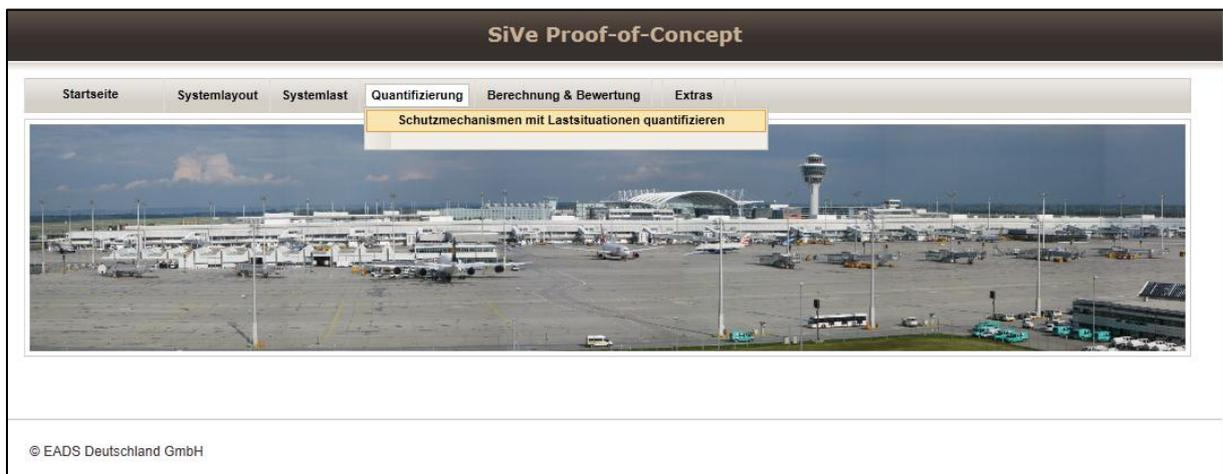 SiVe Proof-of-Concept
Startseite Systemlayout Systemlast Quantifizierung Berechnung & Bewertung Extras
Schutzmechanismen mit Lastsituationen quantifizieren
© EADS Deutschland GmbH